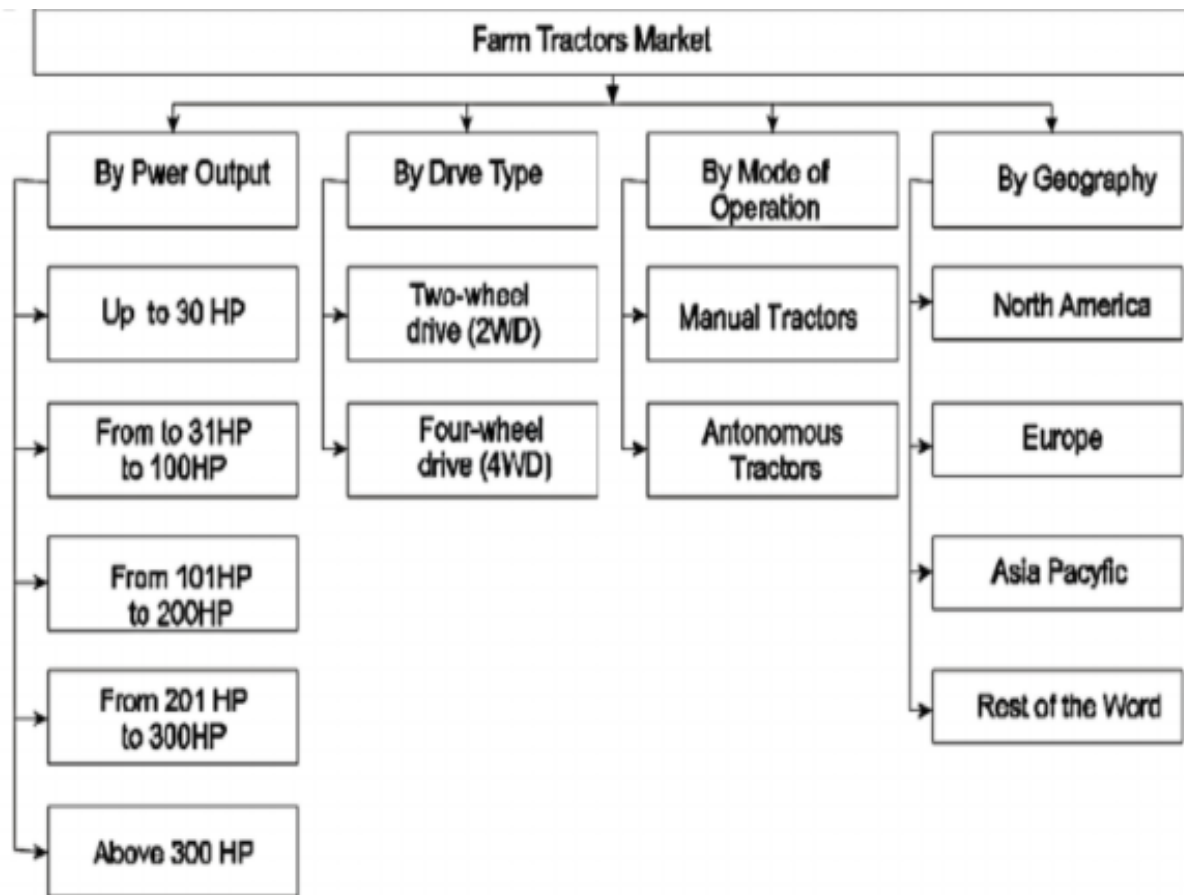 Farm Tractors Market
By Pwer Output
Up to 30 HP
From to 31HP
to 100HP
From 101HP
to 200HP
From 201 HP
to 300HP
Above 300 HP
By Drve Type
Two-wheel
drive (2WD)
Four-wheel
drive (4WD)
By Mode of
Operation
Manual Tractors
Antonomous
Tractors
By Geography
North America
Europe
Asia Pacyfic
Rest of the Word